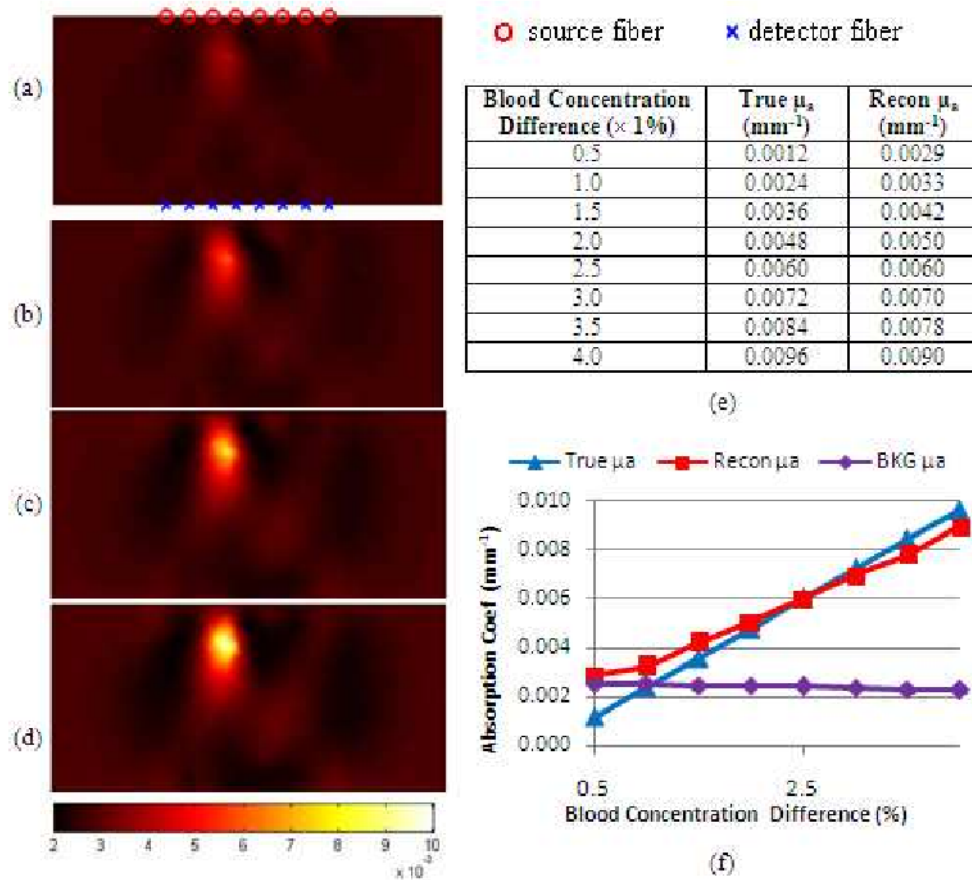 source fiber
detector fiber
(a)
(b)
(c)
(d)
2 3 4 5 6 7 8 9 10
× 10⁻³
Blood Concentration Difference (× 1%) True μa (mm⁻¹) Recon μa (mm⁻¹)
0.5 0.0012 0.0029
1.0 0.0024 0.0033
1.5 0.0036 0.0042
2.0 0.0048 0.0050
2.5 0.0060 0.0060
3.0 0.0072 0.0070
3.5 0.0084 0.0078
4.0 0.0096 0.0090
(e)
True μa Recon μa BKG μa
Absorption Coef (mm⁻¹)
0.010
0.008
0.006
0.004
0.002
0.000
0.5 2.5
Blood Concentration Difference (%)
(f)